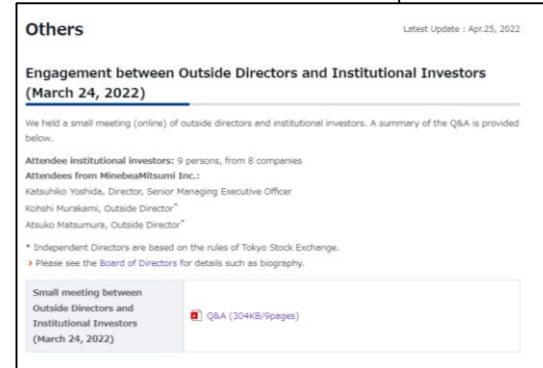 Others
Latest Update : Apr.25, 2022
Engagement between Outside Directors and Institutional Investors
(March 24, 2022)
We held a small meeting (online) of outside directors and institutional investors. A summary of the Q&A is provided
below.
Attendee institutional investors: 9 persons, from 8 companies
Attendees from MinebeaMitsumi Inc.:
Katsuhiko Yoshida, Director, Senior Managing Executive Officer
Kohshi Murakami, Outside Director*
Atsuko Matsumura, Outside Director*
* Independent Directors are based on the rules of Tokyo Stock Exchange.
> Please see the Board of Directors for details such as biography.
Small meeting between
Outside Directors and
Institutional Investors
(March 24, 2022)
Q&A (304KB/9pages)